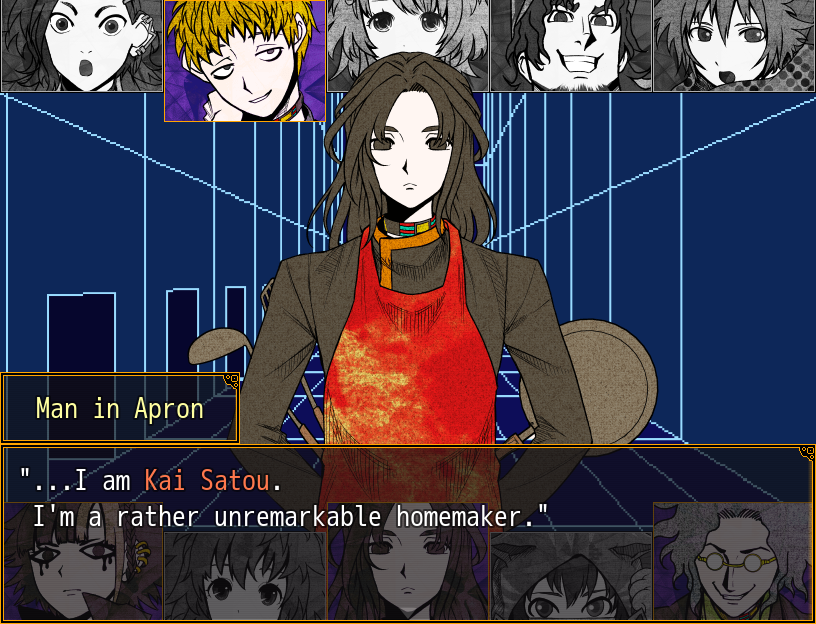 Man in Apron
"...I am Kai Satou.
I'm a rather unremarkable homemaker."